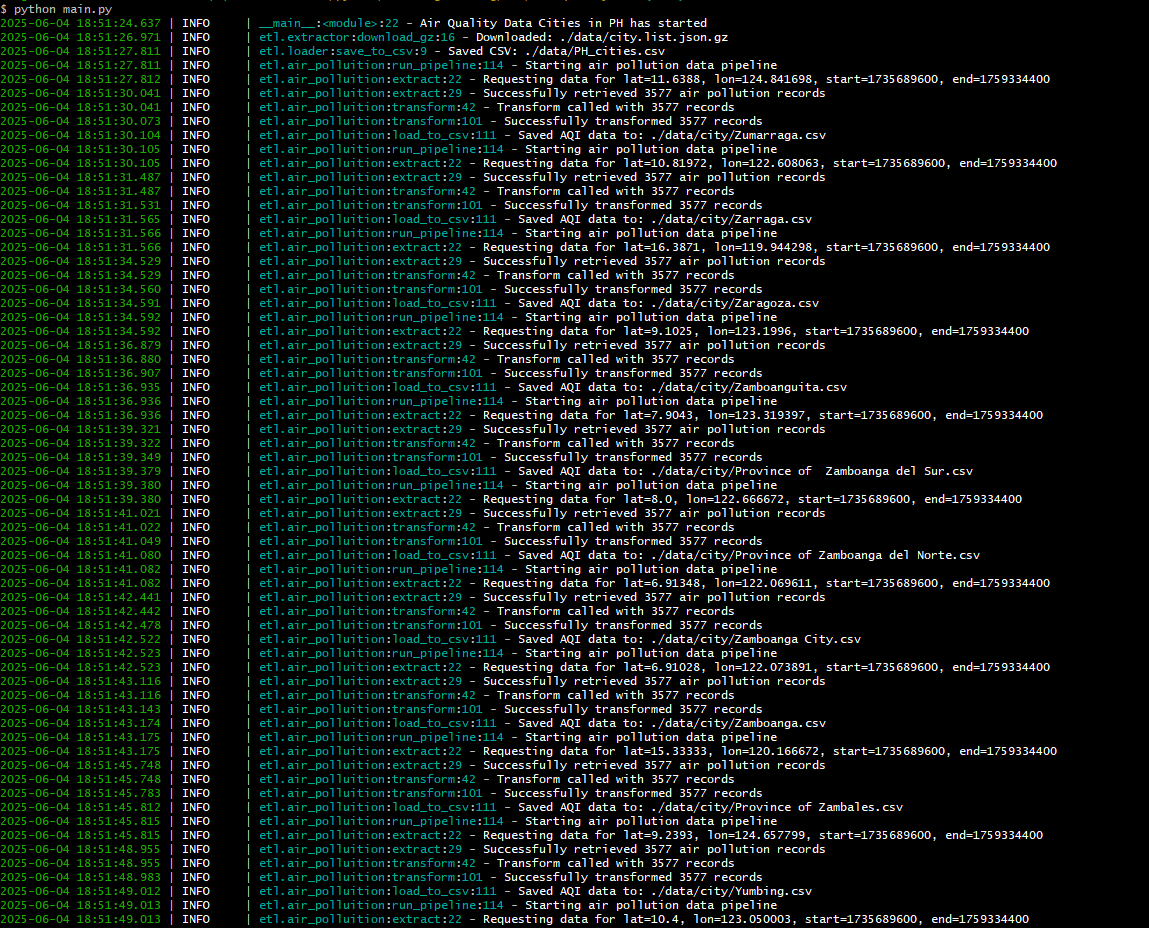 $ python main.py
2025-06-04 18:51:24.637 | INFO     | __main__:<module>:22 - Air Quality Data Cities in PH has started
2025-06-04 18:51:26.971 | INFO     | etl.extractor:download_gz:16 - Downloaded: ./data/city.list.json.gz
2025-06-04 18:51:27.811 | INFO     | etl.loader:save_to_csv:9 - Saved CSV: ./data/PH_cities.csv
2025-06-04 18:51:27.811 | INFO     | etl.air_polluition:run_pipeline:114 - Starting air pollution data pipeline
2025-06-04 18:51:27.812 | INFO     | etl.air_polluition:extract:22 - Requesting data for lat=11.6388, lon=124.841698, start=1735689600, end=1759334400
2025-06-04 18:51:30.041 | INFO     | etl.air_polluition:extract:29 - Successfully retrieved 3577 air pollution records
2025-06-04 18:51:30.041 | INFO     | etl.air_polluition:transform:42 - Transform called with 3577 records
2025-06-04 18:51:30.073 | INFO     | etl.air_polluition:transform:101 - Successfully transformed 3577 records
2025-06-04 18:51:30.104 | INFO     | etl.air_polluition:load_to_csv:111 - Saved AQI data to: ./data/city/Zumarraga.csv
2025-06-04 18:51:30.105 | INFO     | etl.air_polluition:run_pipeline:114 - Starting air pollution data pipeline
2025-06-04 18:51:30.105 | INFO     | etl.air_polluition:extract:22 - Requesting data for lat=10.81972, lon=122.608063, start=1735689600, end=1759334400
2025-06-04 18:51:31.487 | INFO     | etl.air_polluition:extract:29 - Successfully retrieved 3577 air pollution records
2025-06-04 18:51:31.487 | INFO     | etl.air_polluition:transform:42 - Transform called with 3577 records
2025-06-04 18:51:31.531 | INFO     | etl.air_polluition:transform:101 - Successfully transformed 3577 records
2025-06-04 18:51:31.565 | INFO     | etl.air_polluition:load_to_csv:111 - Saved AQI data to: ./data/city/Zarraga.csv
2025-06-04 18:51:31.566 | INFO     | etl.air_polluition:run_pipeline:114 - Starting air pollution data pipeline
2025-06-04 18:51:31.566 | INFO     | etl.air_polluition:extract:22 - Requesting data for lat=16.3871, lon=119.944298, start=1735689600, end=1759334400
2025-06-04 18:51:34.529 | INFO     | etl.air_polluition:extract:29 - Successfully retrieved 3577 air pollution records
2025-06-04 18:51:34.529 | INFO     | etl.air_polluition:transform:42 - Transform called with 3577 records
2025-06-04 18:51:34.560 | INFO     | etl.air_polluition:transform:101 - Successfully transformed 3577 records
2025-06-04 18:51:34.591 | INFO     | etl.air_polluition:load_to_csv:111 - Saved AQI data to: ./data/city/Zaragoza.csv
2025-06-04 18:51:34.592 | INFO     | etl.air_polluition:run_pipeline:114 - Starting air pollution data pipeline
2025-06-04 18:51:34.592 | INFO     | etl.air_polluition:extract:22 - Requesting data for lat=9.1025, lon=123.1996, start=1735689600, end=1759334400
2025-06-04 18:51:36.879 | INFO     | etl.air_polluition:extract:29 - Successfully retrieved 3577 air pollution records
2025-06-04 18:51:36.880 | INFO     | etl.air_polluition:transform:42 - Transform called with 3577 records
2025-06-04 18:51:36.907 | INFO     | etl.air_polluition:transform:101 - Successfully transformed 3577 records
2025-06-04 18:51:36.935 | INFO     | etl.air_polluition:load_to_csv:111 - Saved AQI data to: ./data/city/Zamboanguita.csv
2025-06-04 18:51:36.936 | INFO     | etl.air_polluition:run_pipeline:114 - Starting air pollution data pipeline
2025-06-04 18:51:36.936 | INFO     | etl.air_polluition:extract:22 - Requesting data for lat=7.9043, lon=123.319397, start=1735689600, end=1759334400
2025-06-04 18:51:39.321 | INFO     | etl.air_polluition:extract:29 - Successfully retrieved 3577 air pollution records
2025-06-04 18:51:39.322 | INFO     | etl.air_polluition:transform:42 - Transform called with 3577 records
2025-06-04 18:51:39.349 | INFO     | etl.air_polluition:transform:101 - Successfully transformed 3577 records
2025-06-04 18:51:39.379 | INFO     | etl.air_polluition:load_to_csv:111 - Saved AQI data to: ./data/city/Province of  Zamboanga del Sur.csv
2025-06-04 18:51:39.380 | INFO     | etl.air_polluition:run_pipeline:114 - Starting air pollution data pipeline
2025-06-04 18:51:39.380 | INFO     | etl.air_polluition:extract:22 - Requesting data for lat=8.0, lon=122.666672, start=1735689600, end=1759334400
2025-06-04 18:51:41.021 | INFO     | etl.air_polluition:extract:29 - Successfully retrieved 3577 air pollution records
2025-06-04 18:51:41.022 | INFO     | etl.air_polluition:transform:42 - Transform called with 3577 records
2025-06-04 18:51:41.049 | INFO     | etl.air_polluition:transform:101 - Successfully transformed 3577 records
2025-06-04 18:51:41.080 | INFO     | etl.air_polluition:load_to_csv:111 - Saved AQI data to: ./data/city/Province of Zamboanga del Norte.csv
2025-06-04 18:51:41.082 | INFO     | etl.air_polluition:run_pipeline:114 - Starting air pollution data pipeline
2025-06-04 18:51:41.082 | INFO     | etl.air_polluition:extract:22 - Requesting data for lat=6.91348, lon=122.069611, start=1735689600, end=1759334400
2025-06-04 18:51:42.441 | INFO     | etl.air_polluition:extract:29 - Successfully retrieved 3577 air pollution records
2025-06-04 18:51:42.442 | INFO     | etl.air_polluition:transform:42 - Transform called with 3577 records
2025-06-04 18:51:42.478 | INFO     | etl.air_polluition:transform:101 - Successfully transformed 3577 records
2025-06-04 18:51:42.522 | INFO     | etl.air_polluition:load_to_csv:111 - Saved AQI data to: ./data/city/Zamboanga City.csv
2025-06-04 18:51:42.523 | INFO     | etl.air_polluition:run_pipeline:114 - Starting air pollution data pipeline
2025-06-04 18:51:42.523 | INFO     | etl.air_polluition:extract:22 - Requesting data for lat=6.91028, lon=122.073891, start=1735689600, end=1759334400
2025-06-04 18:51:43.116 | INFO     | etl.air_polluition:extract:29 - Successfully retrieved 3577 air pollution records
2025-06-04 18:51:43.116 | INFO     | etl.air_polluition:transform:42 - Transform called with 3577 records
2025-06-04 18:51:43.143 | INFO     | etl.air_polluition:transform:101 - Successfully transformed 3577 records
2025-06-04 18:51:43.174 | INFO     | etl.air_polluition:load_to_csv:111 - Saved AQI data to: ./data/city/Zamboanga.csv
2025-06-04 18:51:43.175 | INFO     | etl.air_polluition:run_pipeline:114 - Starting air pollution data pipeline
2025-06-04 18:51:43.175 | INFO     | etl.air_polluition:extract:22 - Requesting data for lat=15.33333, lon=120.166672, start=1735689600, end=1759334400
2025-06-04 18:51:45.748 | INFO     | etl.air_polluition:extract:29 - Successfully retrieved 3577 air pollution records
2025-06-04 18:51:45.748 | INFO     | etl.air_polluition:transform:42 - Transform called with 3577 records
2025-06-04 18:51:45.783 | INFO     | etl.air_polluition:transform:101 - Successfully transformed 3577 records
2025-06-04 18:51:45.812 | INFO     | etl.air_polluition:load_to_csv:111 - Saved AQI data to: ./data/city/Province of Zambales.csv
2025-06-04 18:51:45.815 | INFO     | etl.air_polluition:run_pipeline:114 - Starting air pollution data pipeline
2025-06-04 18:51:45.815 | INFO     | etl.air_polluition:extract:22 - Requesting data for lat=9.2393, lon=124.657799, start=1735689600, end=1759334400
2025-06-04 18:51:48.955 | INFO     | etl.air_polluition:extract:29 - Successfully retrieved 3577 air pollution records
2025-06-04 18:51:48.955 | INFO     | etl.air_polluition:transform:42 - Transform called with 3577 records
2025-06-04 18:51:48.983 | INFO     | etl.air_polluition:transform:101 - Successfully transformed 3577 records
2025-06-04 18:51:49.012 | INFO     | etl.air_polluition:load_to_csv:111 - Saved AQI data to: ./data/city/Yumbing.csv
2025-06-04 18:51:49.013 | INFO     | etl.air_polluition:run_pipeline:114 - Starting air pollution data pipeline
2025-06-04 18:51:49.013 | INFO     | etl.air_polluition:extract:22 - Requesting data for lat=10.4, lon=123.050003, start=1735689600, end=1759334400